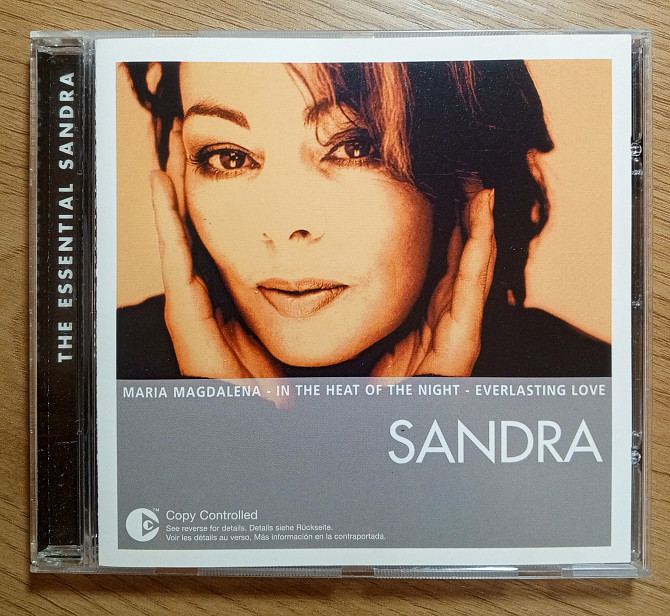 THE ESSENTIAL SANDRA
MARIA MAGDALENA - IN THE HEAT OF THE NIGHT - EVERLASTING LOVE
SANDRA
™
Copy Controlled
See reverse for details. Details siehe Rückseite.
Voir les détails au verso. Más información en la contraportada.